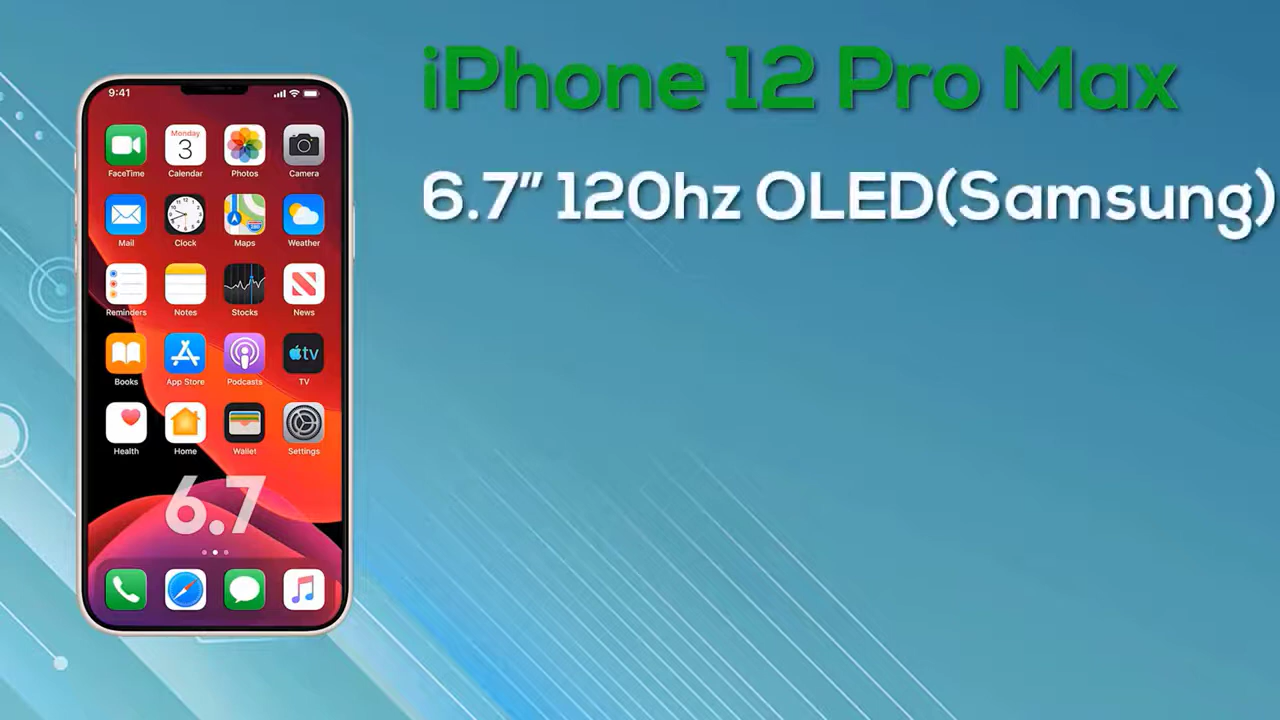 iPhone 12 Pro Max
6.7" 120hz OLED(Samsung)
9:41
Monday
3
FaceTime Calendar Photos Camera
Mail Clock Maps Weather
Reminders Notes Stocks News
tv
Books App Store Podcasts TV
Health Home Wallet Settings
6.7